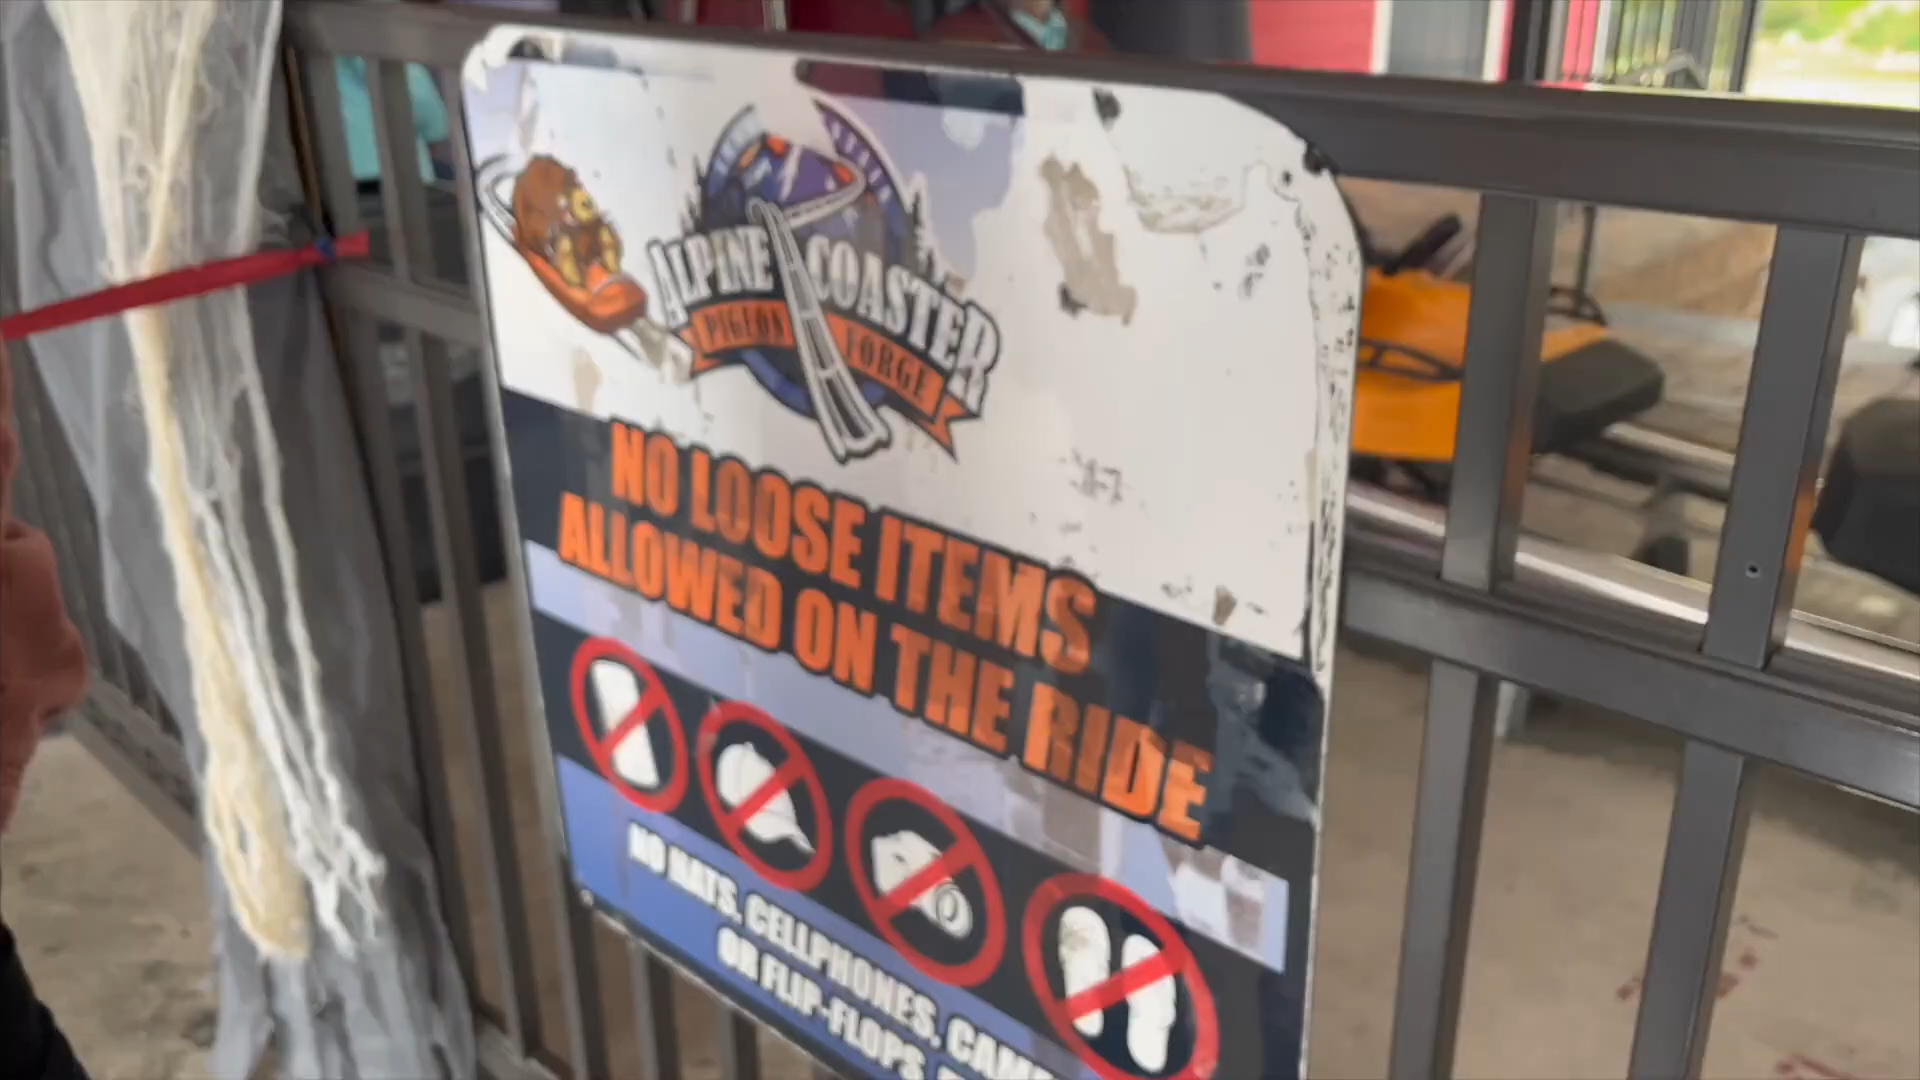 ALPINE COASTER
PIGEON FORGE
NO LOOSE ITEMS
ALLOWED ON THE RIDE
NO HATS, CELLPHONES,
OR FLIP-FLOPS